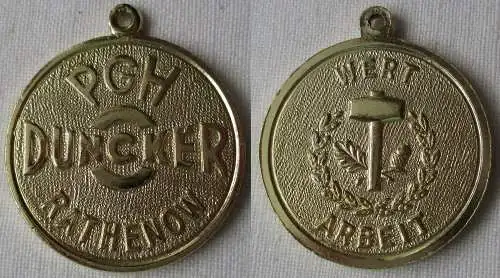 PGH
DUNCKER
RATHENOW
WERT
ARBEIT